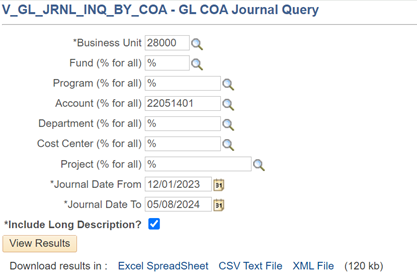 V_GL_JRNL_INQ_BY_COA - GL COA Journal Query
*Business Unit 28000
Fund (% for all) %
Program (% for all) %
Account (% for all) 22051401
Department (% for all) %
Cost Center (% for all) %
Project (% for all) %
*Journal Date From 12/01/2023
*Journal Date To 05/08/2024
*Include Long Description?
View Results
Download results in : Excel SpreadSheet CSV Text File XML File (120 kb)